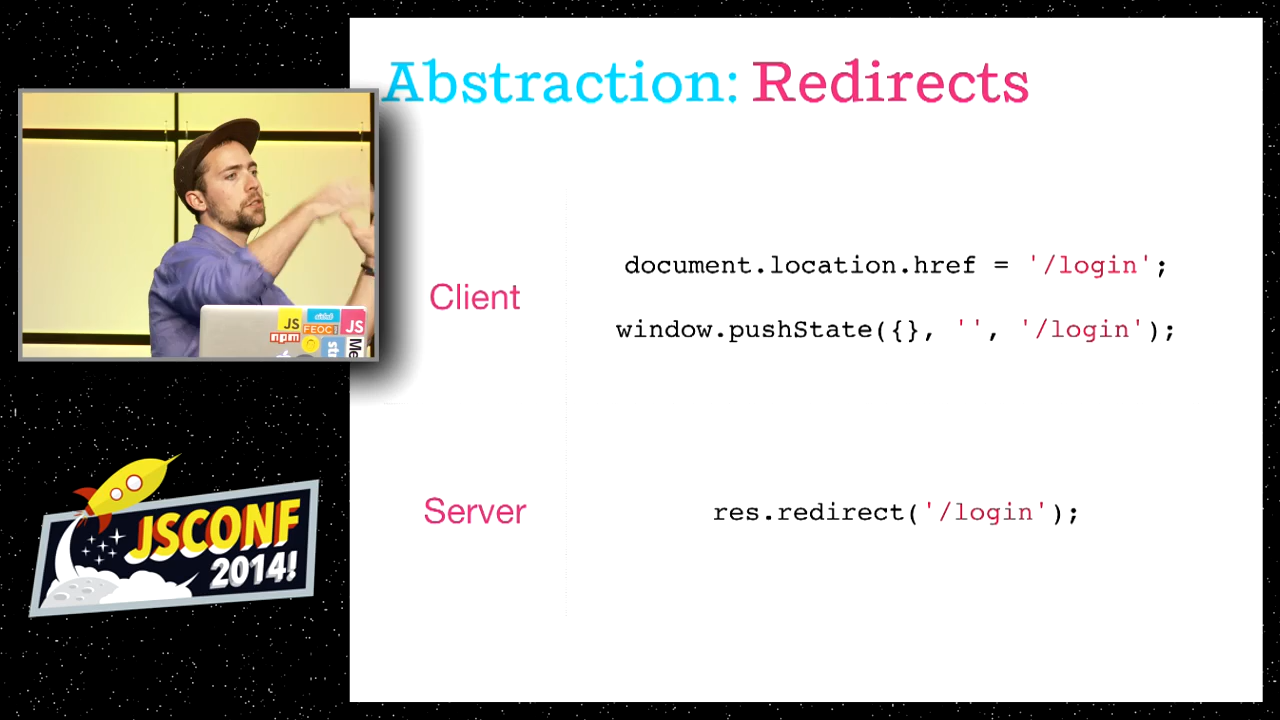 Abstraction: Redirects
Client
document.location.href = '/login';
window.pushState({}, '', '/login');
Server
res.redirect('/login');
JS
FEOC
JS
npm
JSCONF
2014!